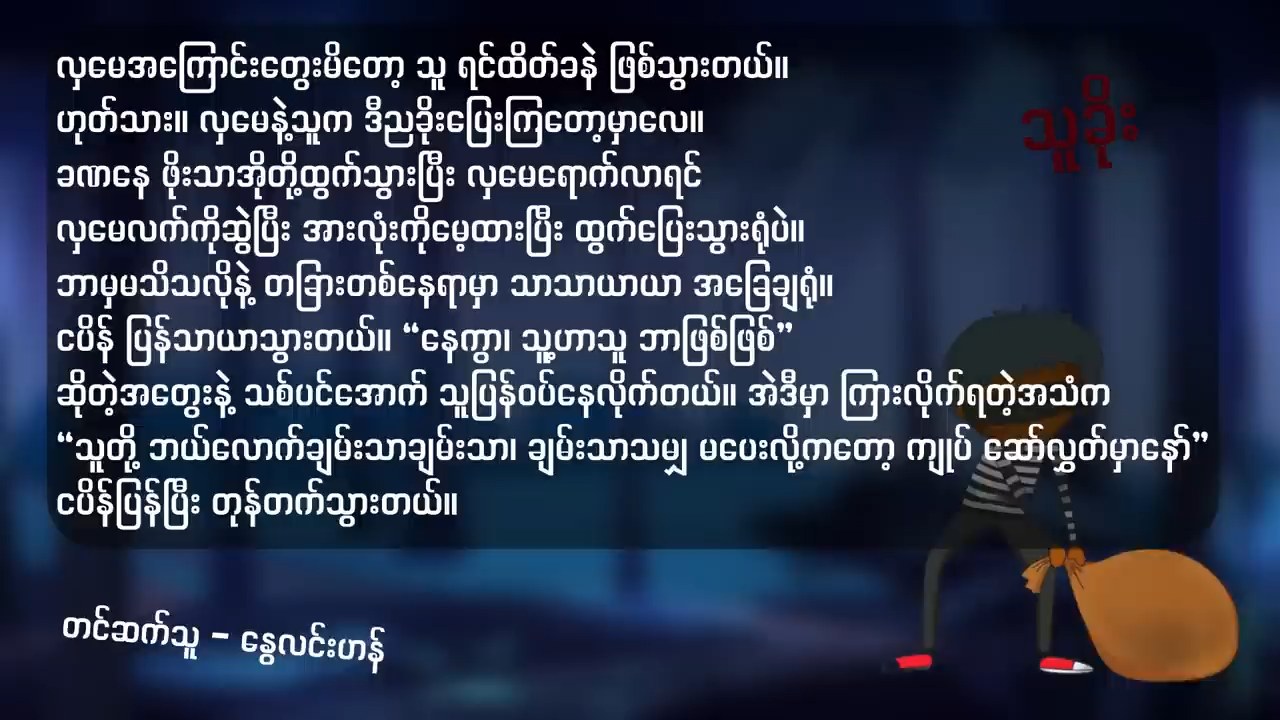 လှမေအကြောင်းတွေးမိတော့ သူ ရင်ထိတ်ခနဲ ဖြစ်သွားတယ်။
ဟုတ်သား။ လှမေနဲ့သူက ဒီညခိုးပြေးကြတော့မှာလေ။
ခဏနေ ဖိုးသာအိုတို့ထွက်သွားပြီး လှမေရောက်လာရင်
လှမေလက်ကိုဆွဲပြီး အားလုံးကိုမေ့ထားပြီး ထွက်ပြေးသွားရုံပဲ။
ဘာမှမသိသလိုနဲ့ တခြားတစ်နေရာမှာ သာသာယာယာ အခြေချရုံ။
ငပိန် ပြန်သာယာသွားတယ်။ “နေကွာ၊ သူ့ဟာသူ ဘာဖြစ်ဖြစ်”
ဆိုတဲ့အတွေးနဲ့ သစ်ပင်အောက် သူပြန်ဝပ်နေလိုက်တယ်။ အဲဒီမှာ ကြားလိုက်ရတဲ့အသံက
“သူတို့ ဘယ်လောက်ချမ်းသာချမ်းသာ၊ ချမ်းသာသမျှ မပေးလို့ကတော့ ကျုပ် ဆော်လွှတ်မှာနော်”
ငပိန်ပြန်ပြီး တုန်တက်သွားတယ်။
သူခိုး
တင်ဆက်သူ - နွေလင်းဟန်